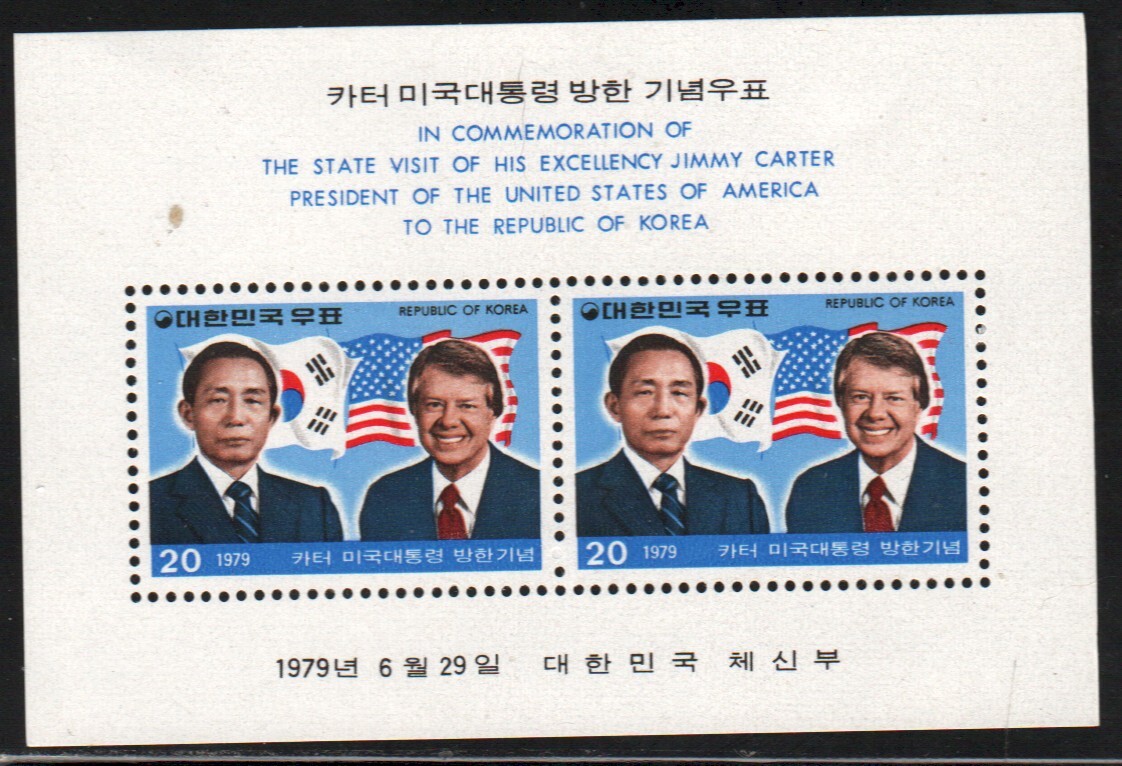 카터 미국대통령 방한 기념우표
IN COMMEMORATION OF
THE STATE VISIT OF HIS EXCELLENCY JIMMY CARTER
PRESIDENT OF THE UNITED STATES OF AMERICA
TO THE REPUBLIC OF KOREA
대한민국우표 REPUBLIC OF KOREA
20 1979 카터 미국대통령 방한기념
대한민국우표 REPUBLIC OF KOREA
20 1979 카터 미국대통령 방한기념
1979년 6월 29일 대한민국 체신부